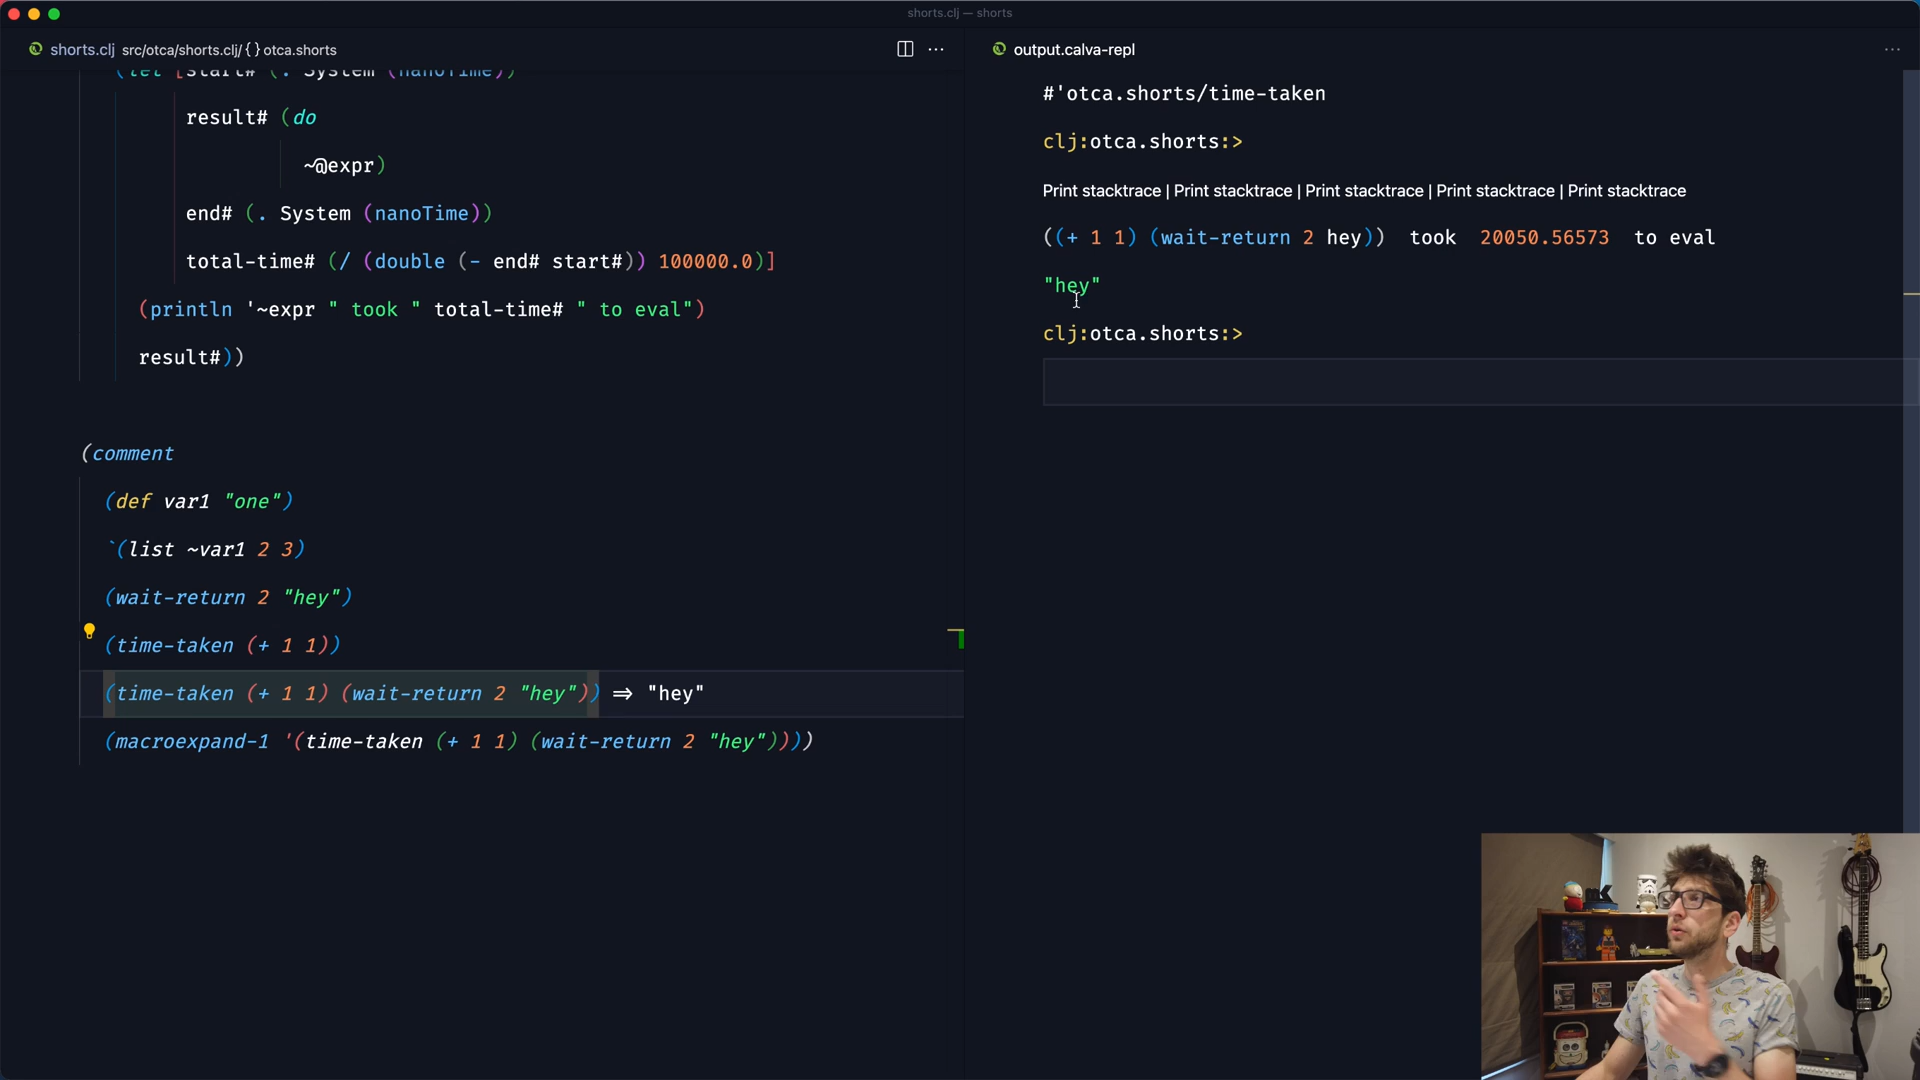 shorts.clj — shorts
shorts.clj src/otca/shorts.clj/ {} otca.shorts
(let [start# (. System (nanoTime))
result# (do
~@expr)
end# (. System (nanoTime))
total-time# (/ (double (- end# start#)) 100000.0)]
(println '~expr " took " total-time# " to eval")
result#))
(comment
(def var1 "one")
`(list ~var1 2 3)
(wait-return 2 "hey")
(time-taken (+ 1 1))
(time-taken (+ 1 1) (wait-return 2 "hey")) => "hey"
(macroexpand-1 '(time-taken (+ 1 1) (wait-return 2 "hey"))))
output.calva-repl
#'otca.shorts/time-taken
clj:otca.shorts:>
Print stacktrace | Print stacktrace | Print stacktrace | Print stacktrace | Print stacktrace
((+ 1 1) (wait-return 2 hey))  took  20050.56573  to eval
"hey"
clj:otca.shorts:>